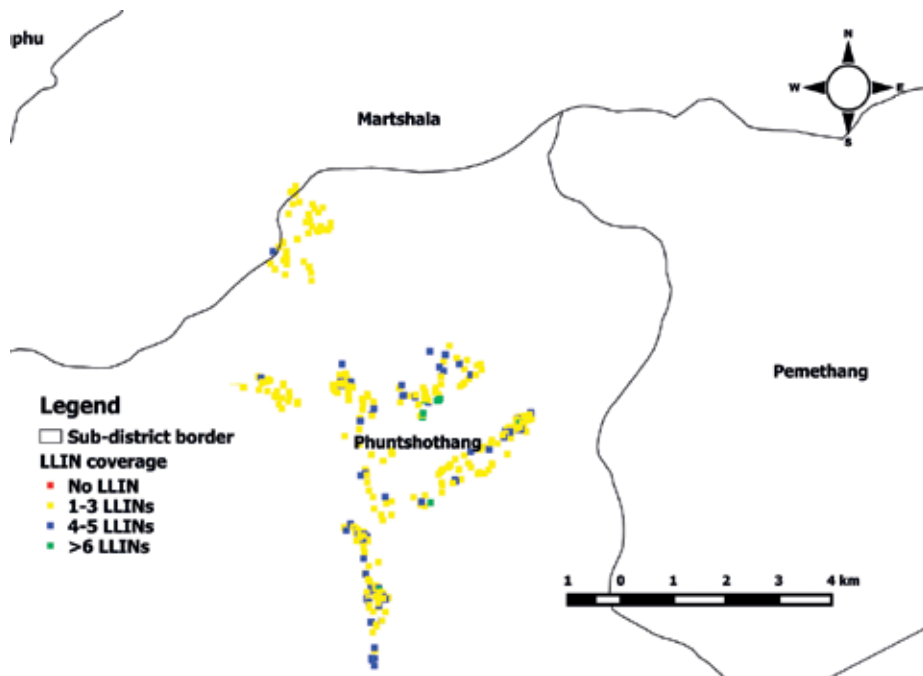 phu
N
W E
S
Martshala
Pemethang
Legend
Sub-district border
LLIN coverage
No LLIN
1-3 LLINs
4-5 LLINs
>6 LLINs
Phuntshothang
1 0 1 2 3 4 km